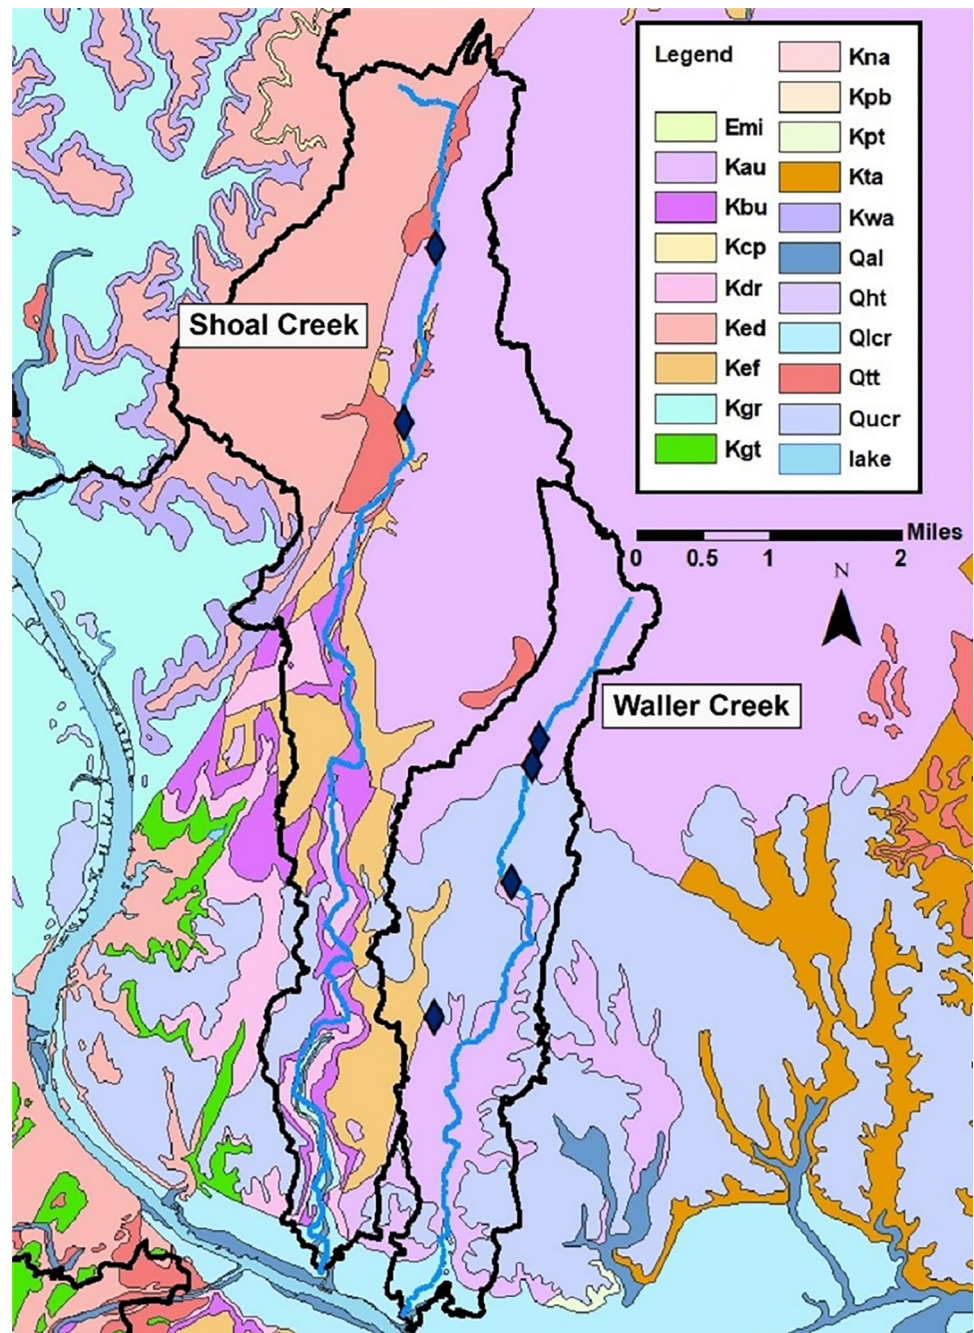 Legend
Emi
Kau
Kbu
Kcp
Kdr
Ked
Kef
Kgr
Kgt
Kna
Kpb
Kpt
Kta
Kwa
Qal
Qht
Qlcr
Qtt
Qucr
lake
Shoal Creek
Miles
0 0.5 1 2
N
Waller Creek